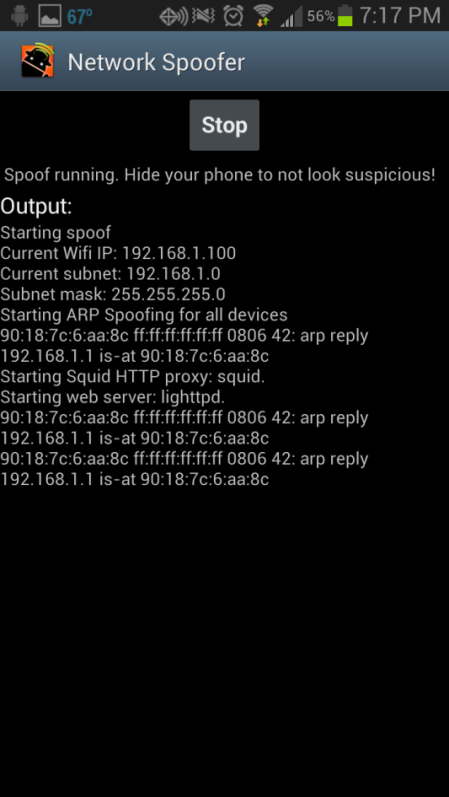 67° 56% 7:17 PM
Network Spoofer
Stop
Spoof running. Hide your phone to not look suspicious!
Output:
Starting spoof
Current Wifi IP: 192.168.1.100
Current subnet: 192.168.1.0
Subnet mask: 255.255.255.0
Starting ARP Spoofing for all devices
90:18:7c:6:aa:8c ff:ff:ff:ff:ff:ff 0806 42: arp reply
192.168.1.1 is-at 90:18:7c:6:aa:8c
Starting Squid HTTP proxy: squid.
Starting web server: lighttpd.
90:18:7c:6:aa:8c ff:ff:ff:ff:ff:ff 0806 42: arp reply
192.168.1.1 is-at 90:18:7c:6:aa:8c
90:18:7c:6:aa:8c ff:ff:ff:ff:ff:ff 0806 42: arp reply
192.168.1.1 is-at 90:18:7c:6:aa:8c